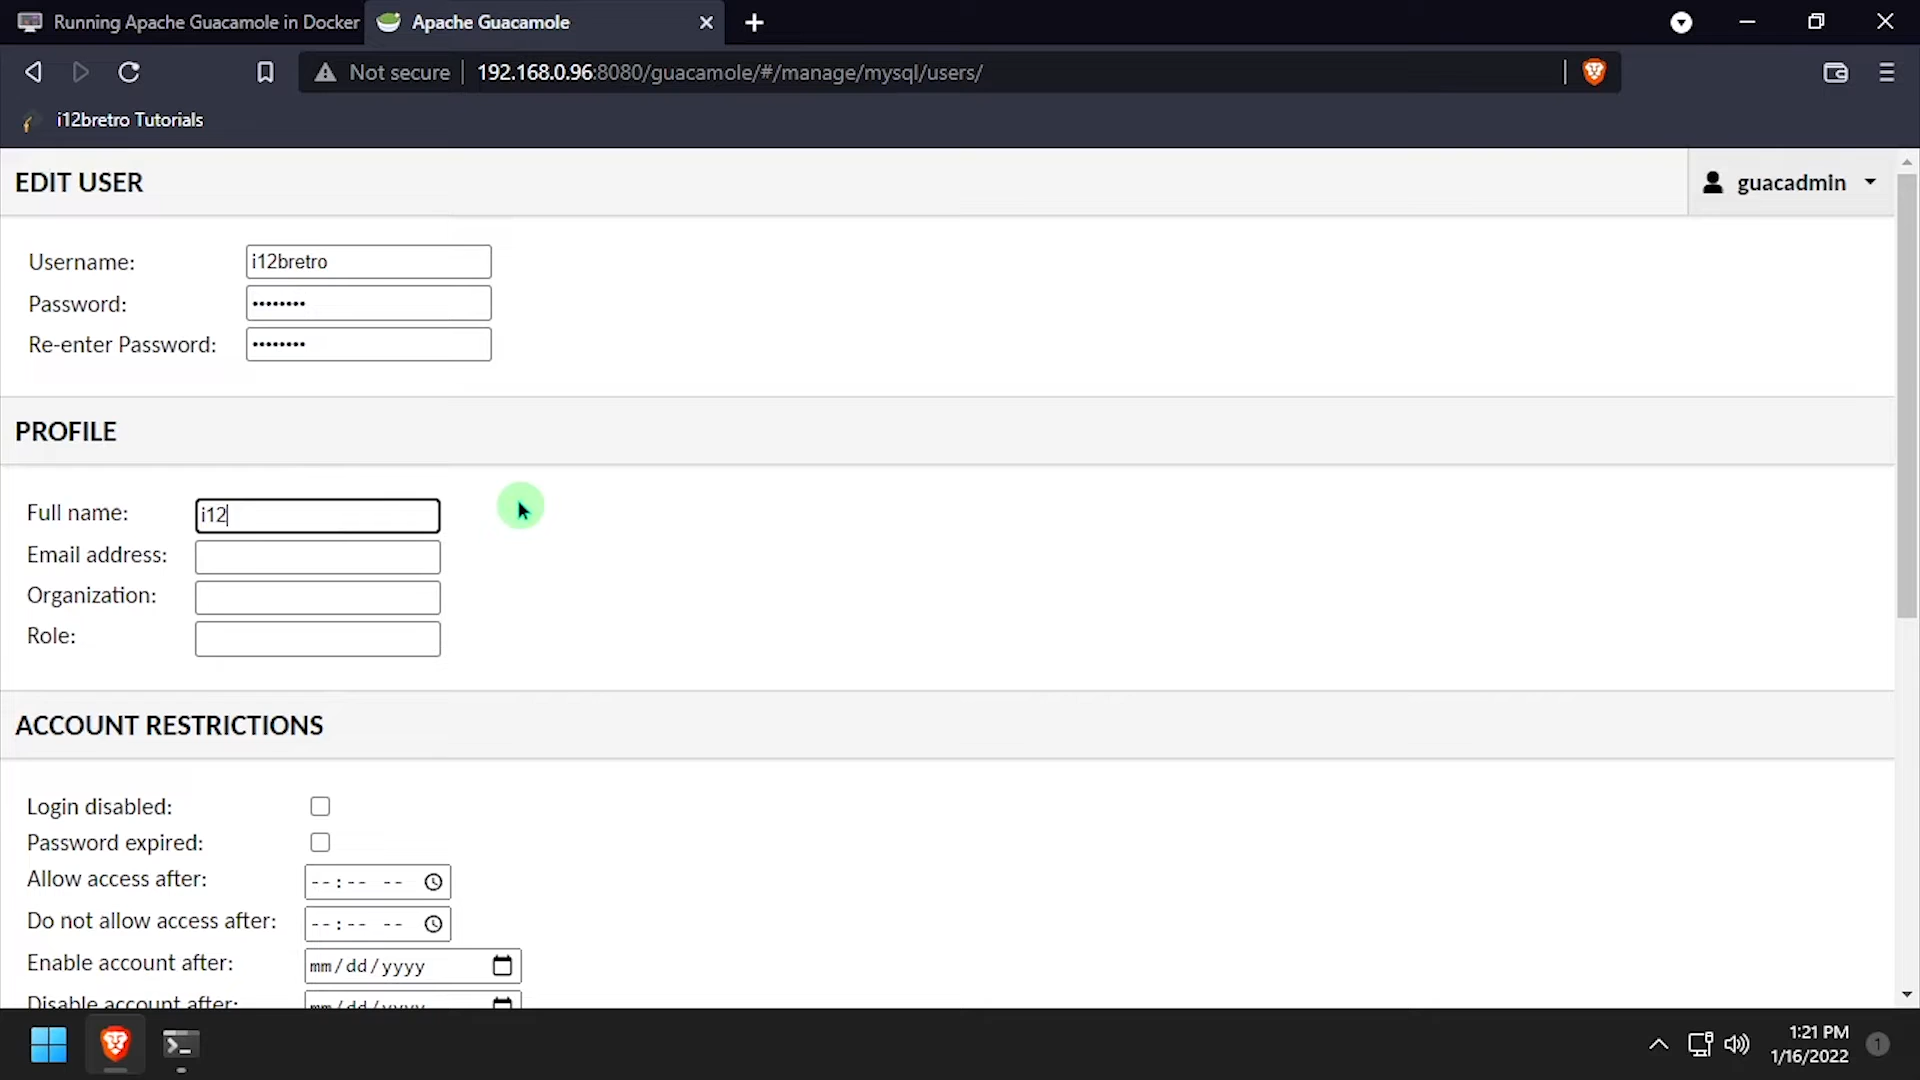 Running Apache Guacamole in Docker
Apache Guacamole
Not secure
192.168.0.96:8080/guacamole/#/manage/mysql/users/
i12bretro Tutorials
EDIT USER
guacadmin
Username:
i12bretro
Password:
••••••••
Re-enter Password:
••••••••
PROFILE
Full name:
i12
Email address:
Organization:
Role:
ACCOUNT RESTRICTIONS
Login disabled:
Password expired:
Allow access after:
--:-- --
Do not allow access after:
--:-- --
Enable account after:
mm/dd/yyyy
Disable account after:
mm/dd/yyyy
1:21 PM
1/16/2022
1